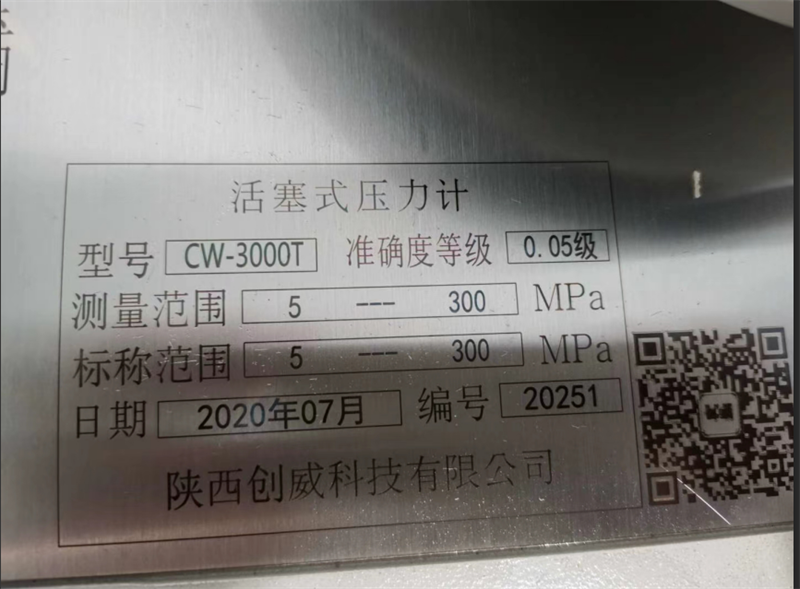 活塞式压力计
型号 CW-3000T 准确度等级 0.05级
测量范围 5 --- 300 MPa
标称范围 5 --- 300 MPa
日期 2020年07月 编号 20251
陕西创威科技有限公司